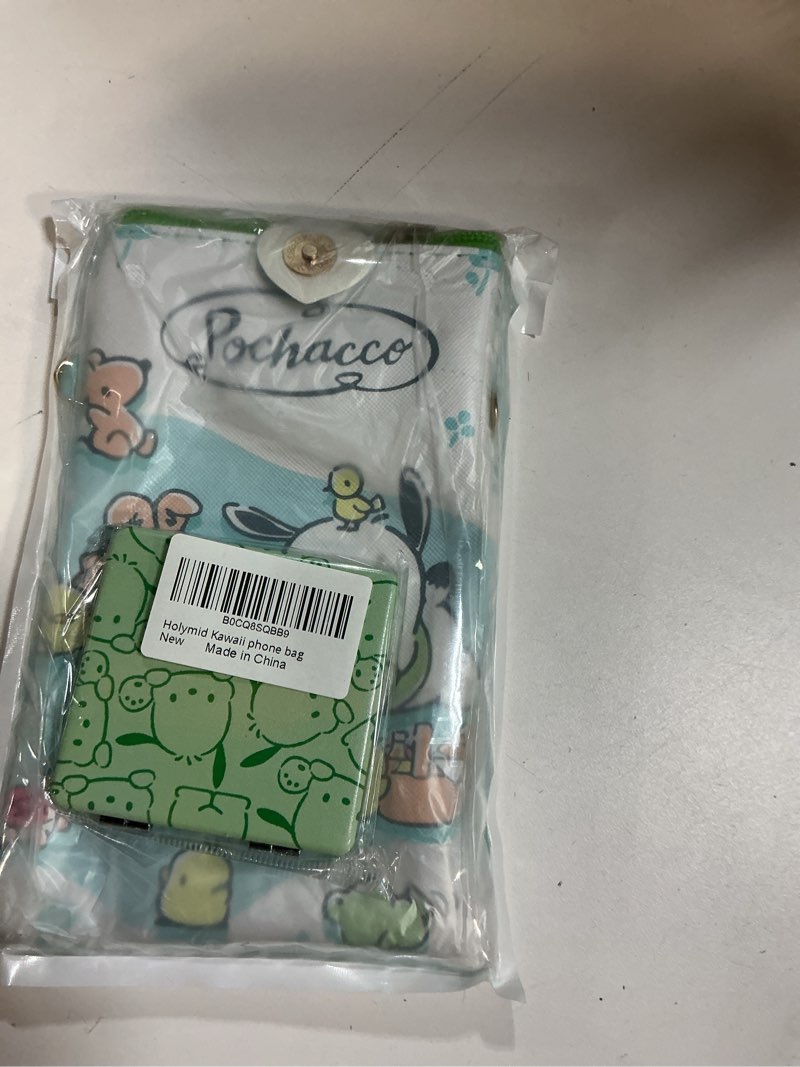 Pochacco
B0CQ8SQBB9
Holymid Kawaii phone bag
New Made in China